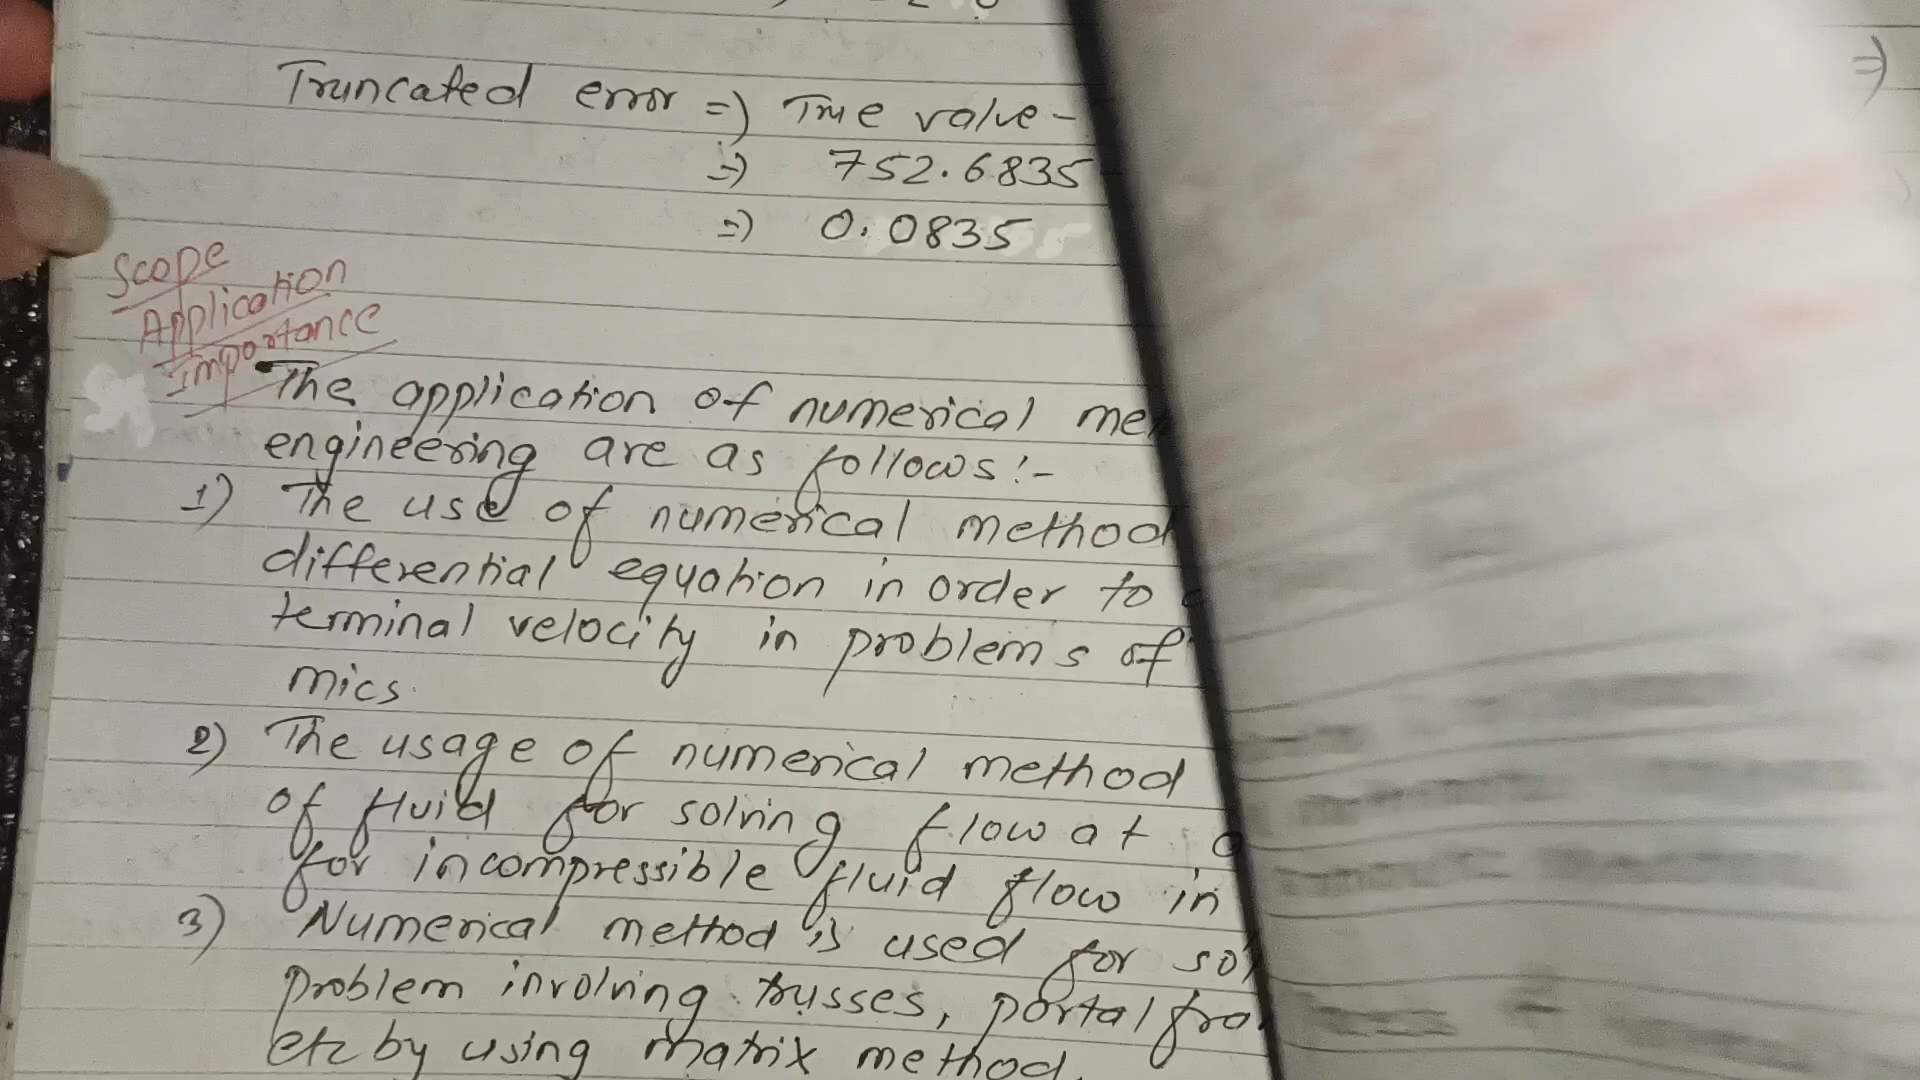 Truncated error => True value -
=> 752.6835
=> 0.0835
Scope
Application
Importance
The application of numerical
engineering are as follows:-
1) The use of numerical method
differential equation in order to
terminal velocity in problems of
mics.
2) The usage of numerical method
of fluid for solving flow at
for incompressible fluid flow in
3) Numerical method is used for
problem involving trusses, portal
etc by using matrix method.